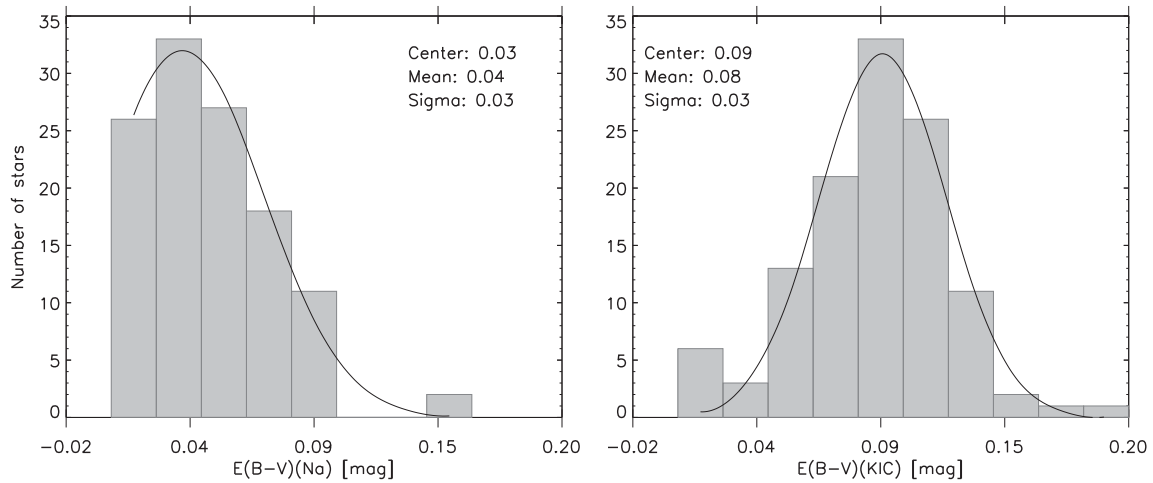 35
30
25
20
15
10
5
0
Number of stars
Center: 0.03
Mean: 0.04
Sigma: 0.03
−0.02 0.04 0.09 0.15 0.20
E(B−V)(Na) [mag]
35
30
25
20
15
10
5
0
Center: 0.09
Mean: 0.08
Sigma: 0.03
−0.02 0.04 0.09 0.15 0.20
E(B−V)(KIC) [mag]